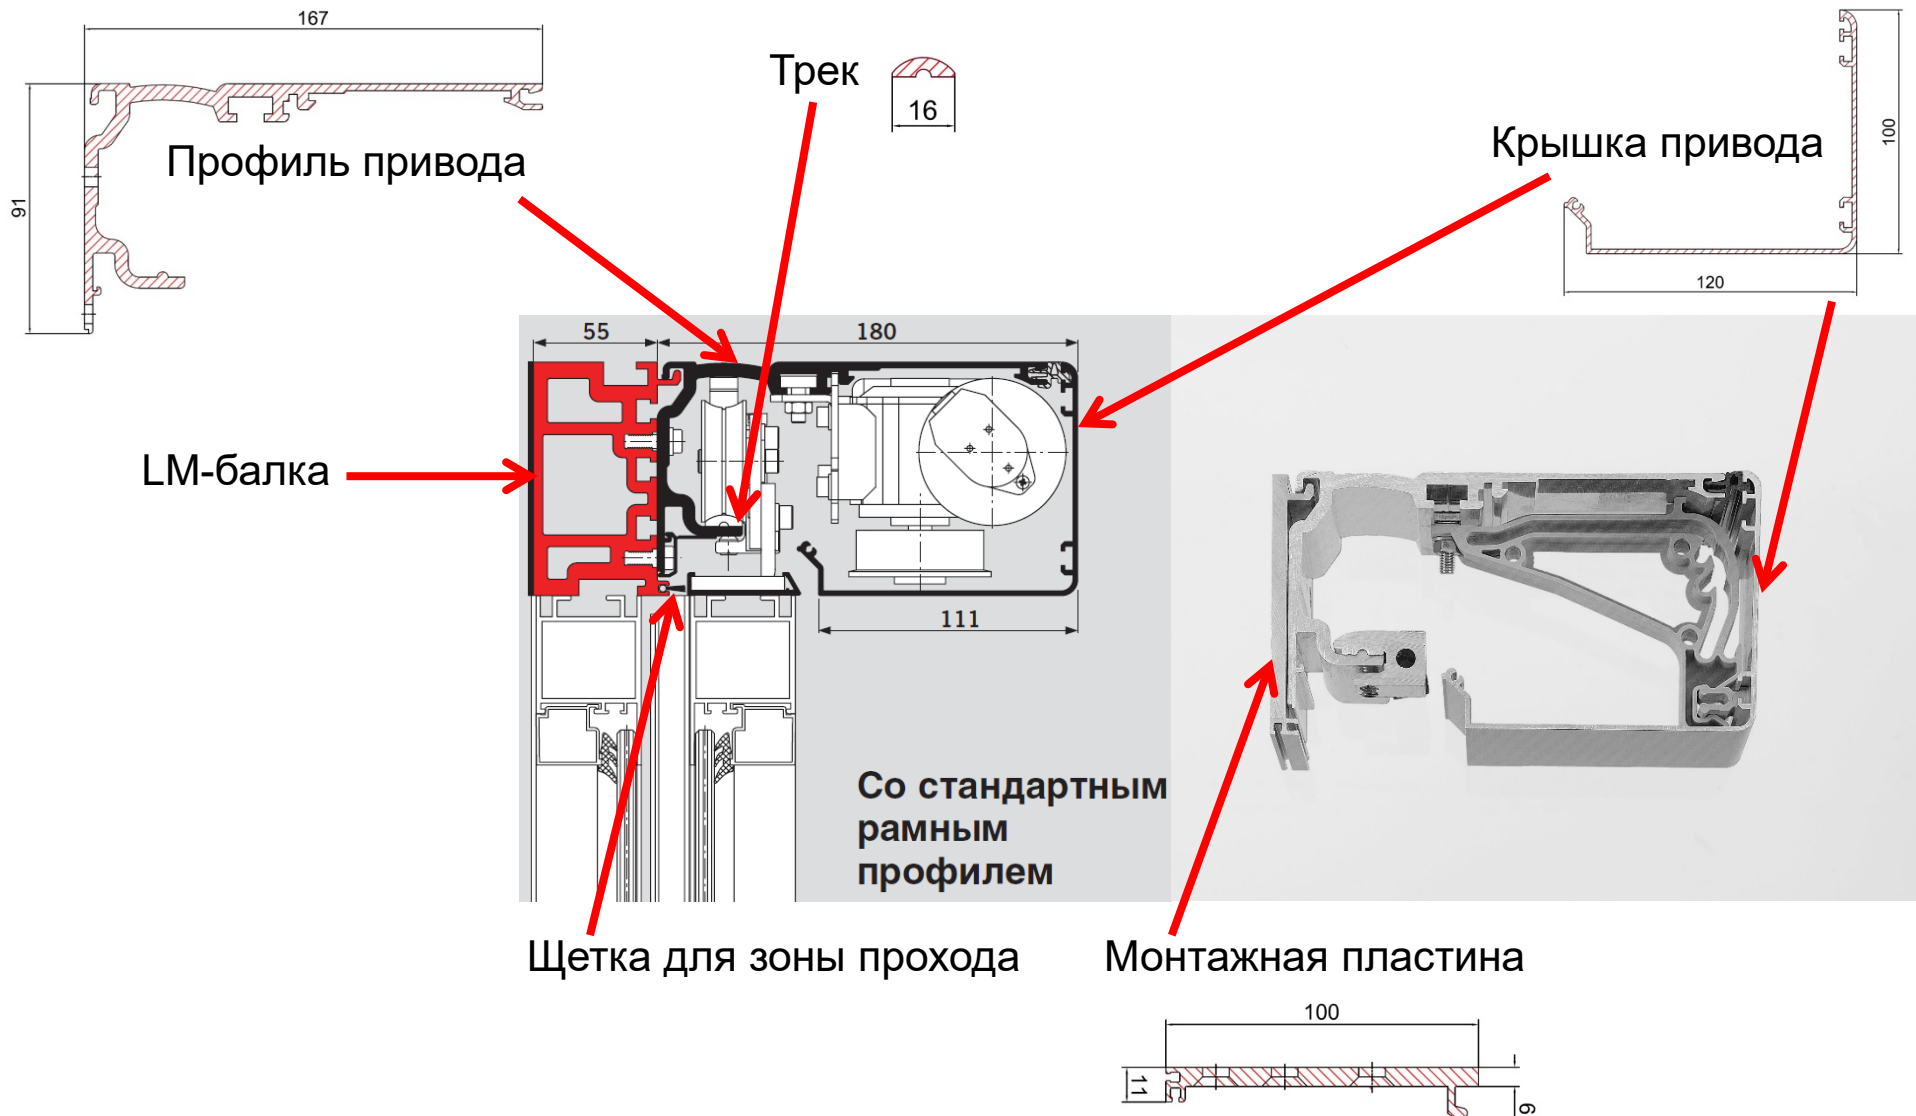 167
Трек
16
100
Крышка привода
Профиль привода
91
120
55
180
LM-балка
111
Со стандартным
рамным
профилем
Щетка для зоны прохода
Монтажная пластина
100
11
6